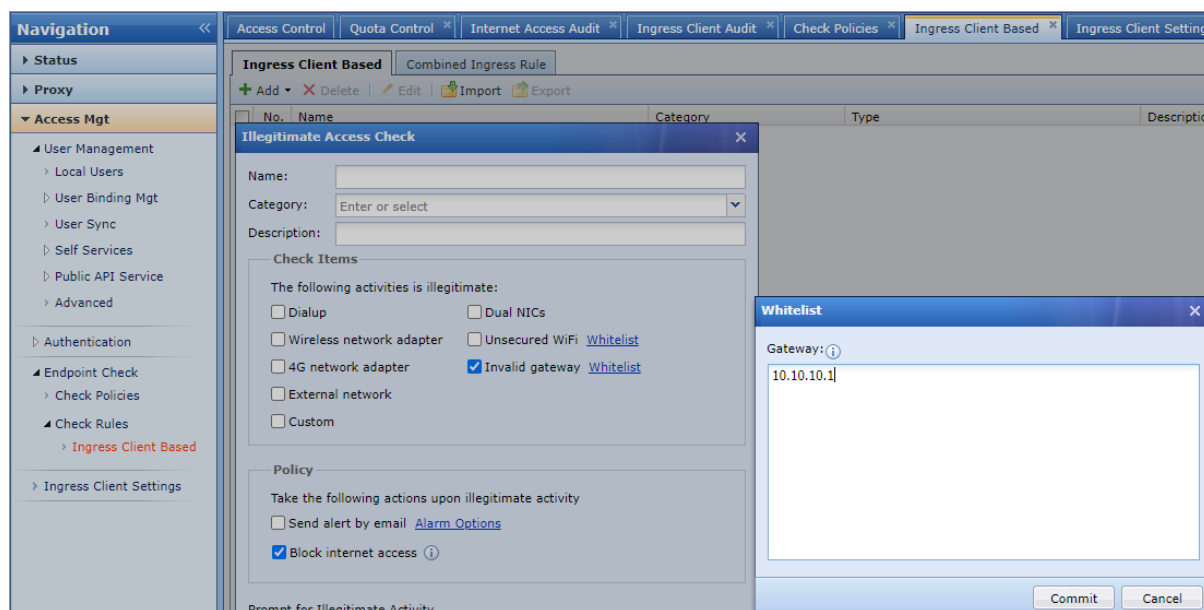 Navigation
Status
Proxy
Access Mgt
User Management
Local Users
User Binding Mgt
User Sync
Self Services
Public API Service
Advanced
Authentication
Endpoint Check
Check Policies
Check Rules
Ingress Client Based
Ingress Client Settings
Access Control Quota Control Internet Access Audit Ingress Client Audit Check Policies Ingress Client Based Ingress Client
Ingress Client Based Combined Ingress Rule
Add Delete Edit Import Export
No. Name Category Type
Illegitimate Access Check
Name:
Category: Enter or select
Description:
Check Items
The following activities is illegitimate:
Dialup Dual NICs
Wireless network adapter Unsecured WiFi Whitelist
4G network adapter Invalid gateway Whitelist
External network
Custom
Policy
Take the following actions upon illegitimate activity
Send alert by email Alarm Options
Block internet access
Prompt for Illegitimate Activity
Whitelist
Gateway:
10.10.10.1
Commit Cancel